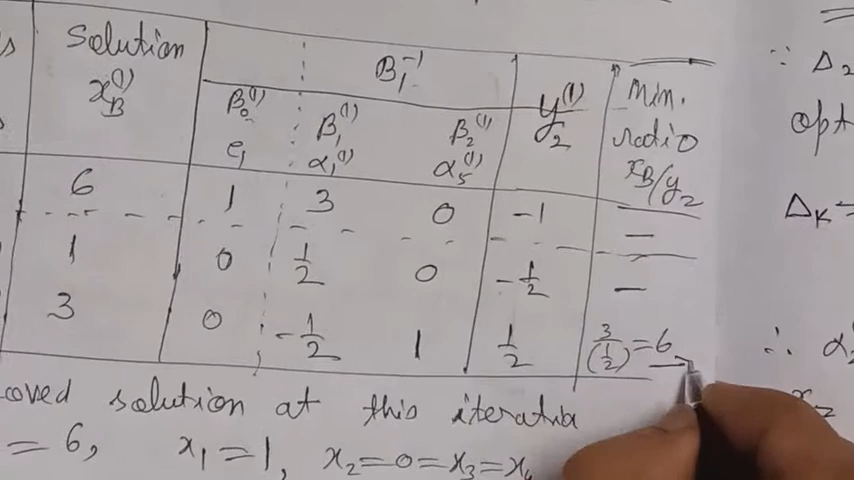 Solution
x_B^(1)
B_1^-1
β_0^(1)
e_1
β_1^(1)
α_1^(1)
β_2^(1)
α_5^(1)
y_2^(1)
Min.
ratio
x_B/y_2
6 1 3 0 -1 —
1 0 1/2 0 -1/2 —
3 0 -1/2 1 1/2 3/(1/2) = 6
oved solution at this iteratio
= 6, x_1 = 1, x_2 = 0 = x_3 = x_4
∵ Δ_2
opt
Δ_K =
∴